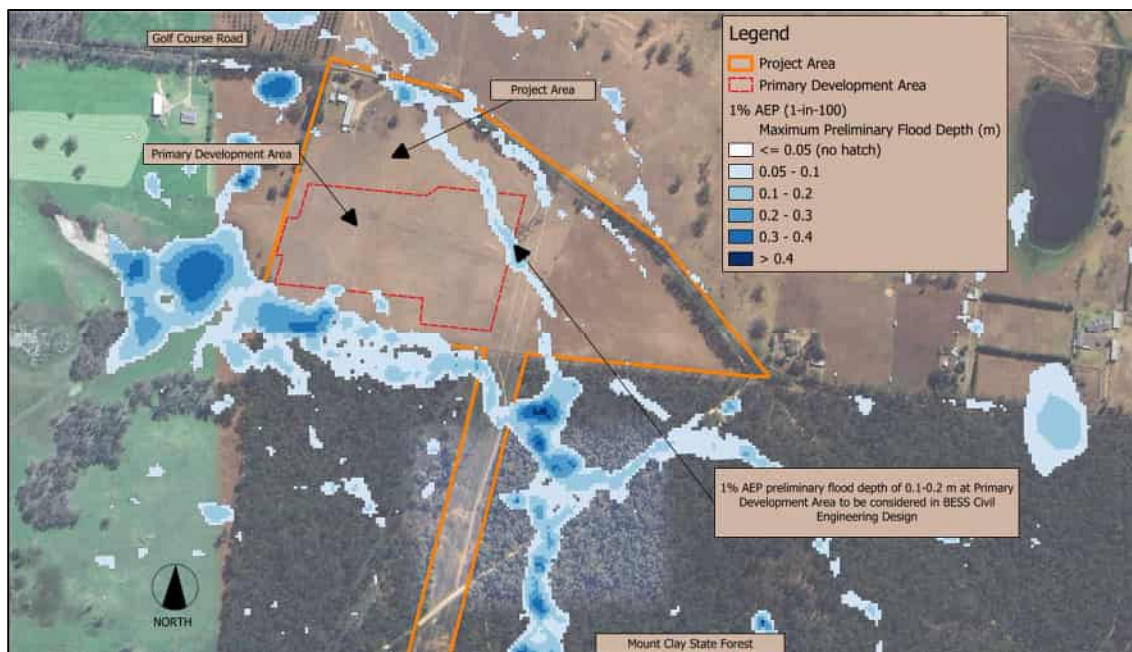 Golf Course Road
Project Area
Primary Development Area
Legend
Project Area
Primary Development Area
1% AEP (1-in-100)
Maximum Preliminary Flood Depth (m)
<= 0.05 (no hatch)
0.05 - 0.1
0.1 - 0.2
0.2 - 0.3
0.3 - 0.4
> 0.4
1% AEP preliminary flood depth of 0.1-0.2 m at Primary
Development Area to be considered in BESS Civil
Engineering Design
NORTH
Mount Clay State Forest